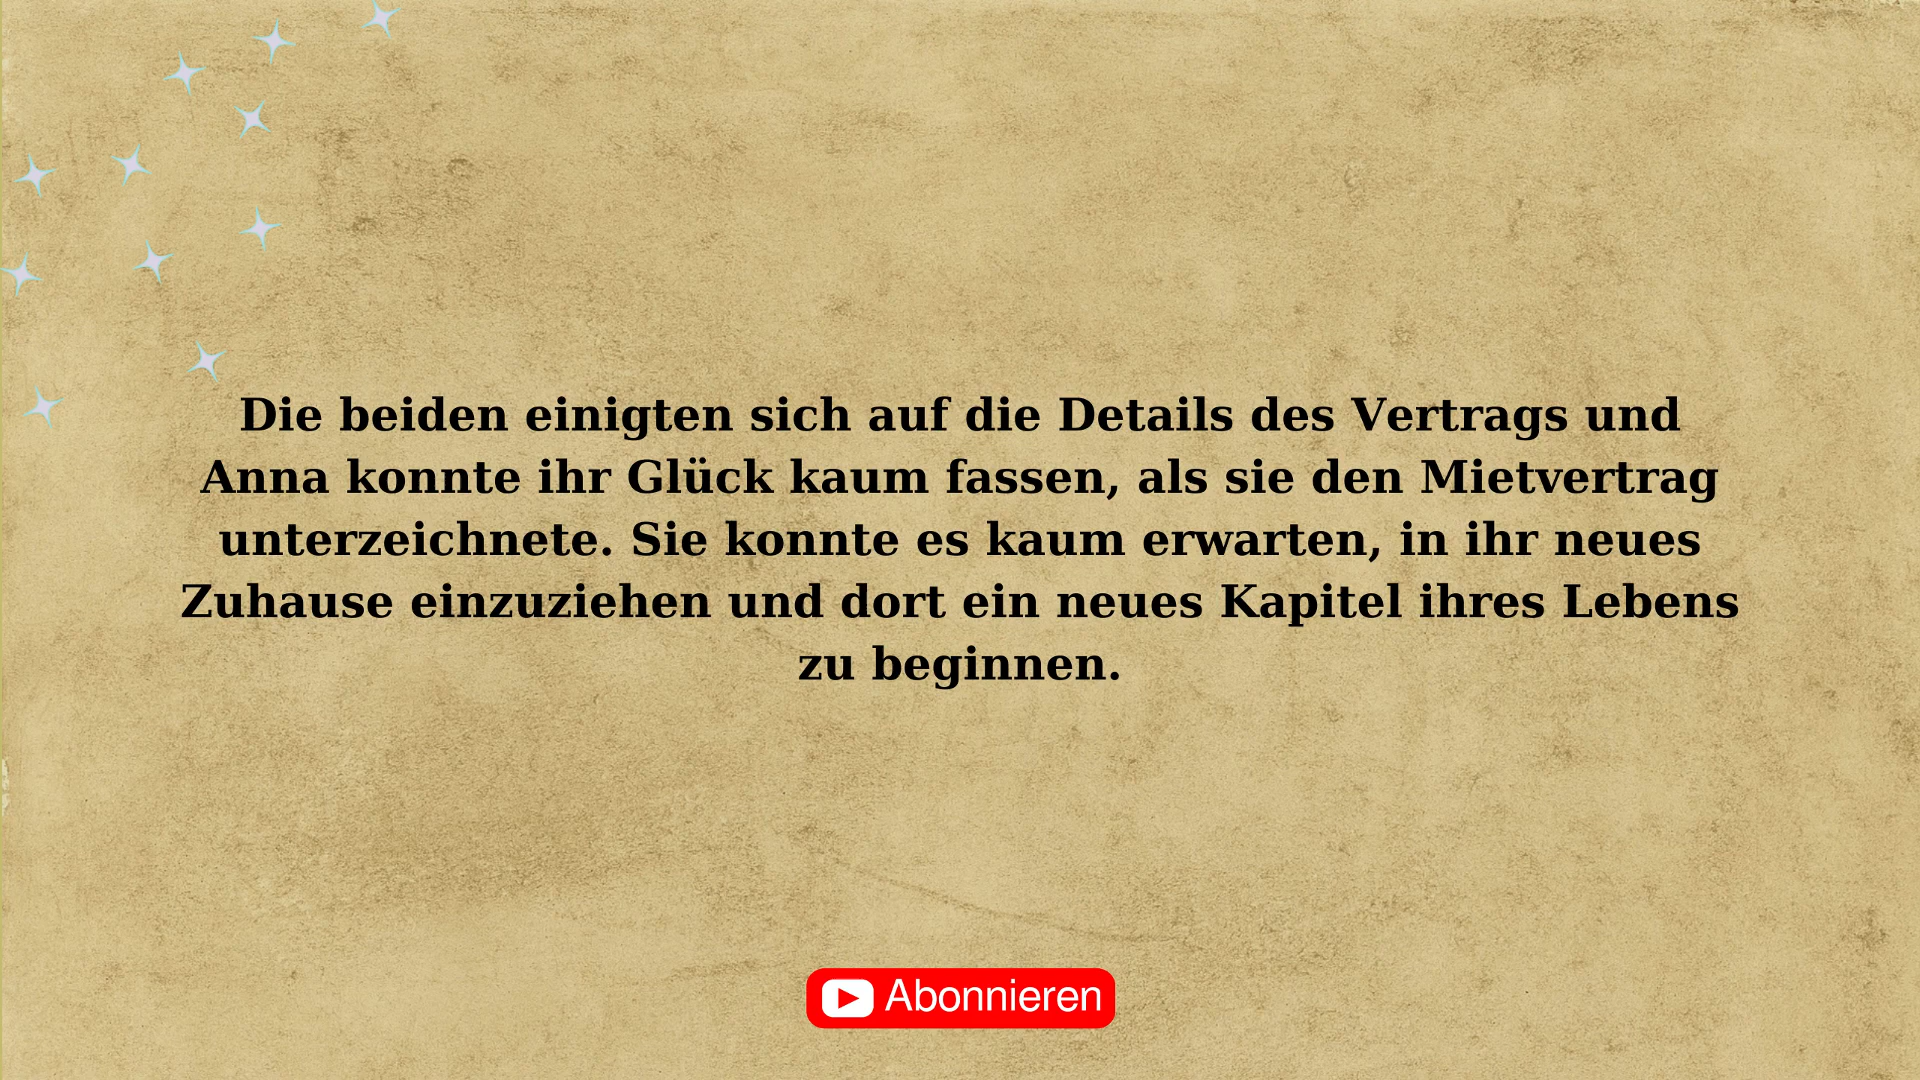 Die beiden einigten sich auf die Details des Vertrags und
Anna konnte ihr Glück kaum fassen, als sie den Mietvertrag
unterzeichnete. Sie konnte es kaum erwarten, in ihr neues
Zuhause einzuziehen und dort ein neues Kapitel ihres Lebens
zu beginnen.
Abonnieren